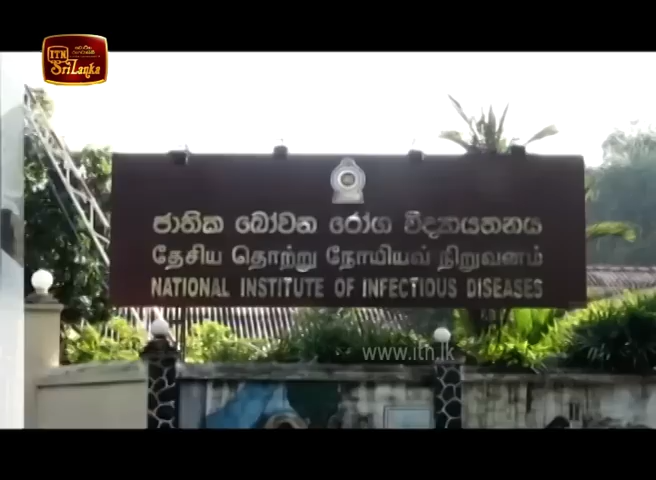 ITN
Sri Lanka
ජාතික බෝවන රෝග විද්‍යායතනය
தேசிய தொற்று நோயியல் நிறுவனம்
NATIONAL INSTITUTE OF INFECTIOUS DISEASES
www.itn.lk